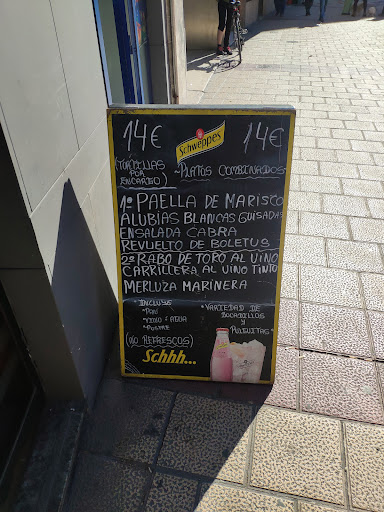 14€ Schweppes 14€
(TORTILLAS POR ENCARGO)
~ PLATOS COMBINADOS
1º PAELLA DE MARISCO
ALUBIAS BLANCAS GUISADAS
ENSALADA CABRA
REVUELTO DE BOLETUS
2º RABO DE TORO AL VINO
CARRILLERA AL VINO TINTO
MERLUZA MARINERA
• INCLUYE
• PAN
• VINO o AGUA
• POSTRE
(NO REFRESCOS)
• VARIEDAD DE
BOCADILLOS
Y
RULETAS
Schhh...